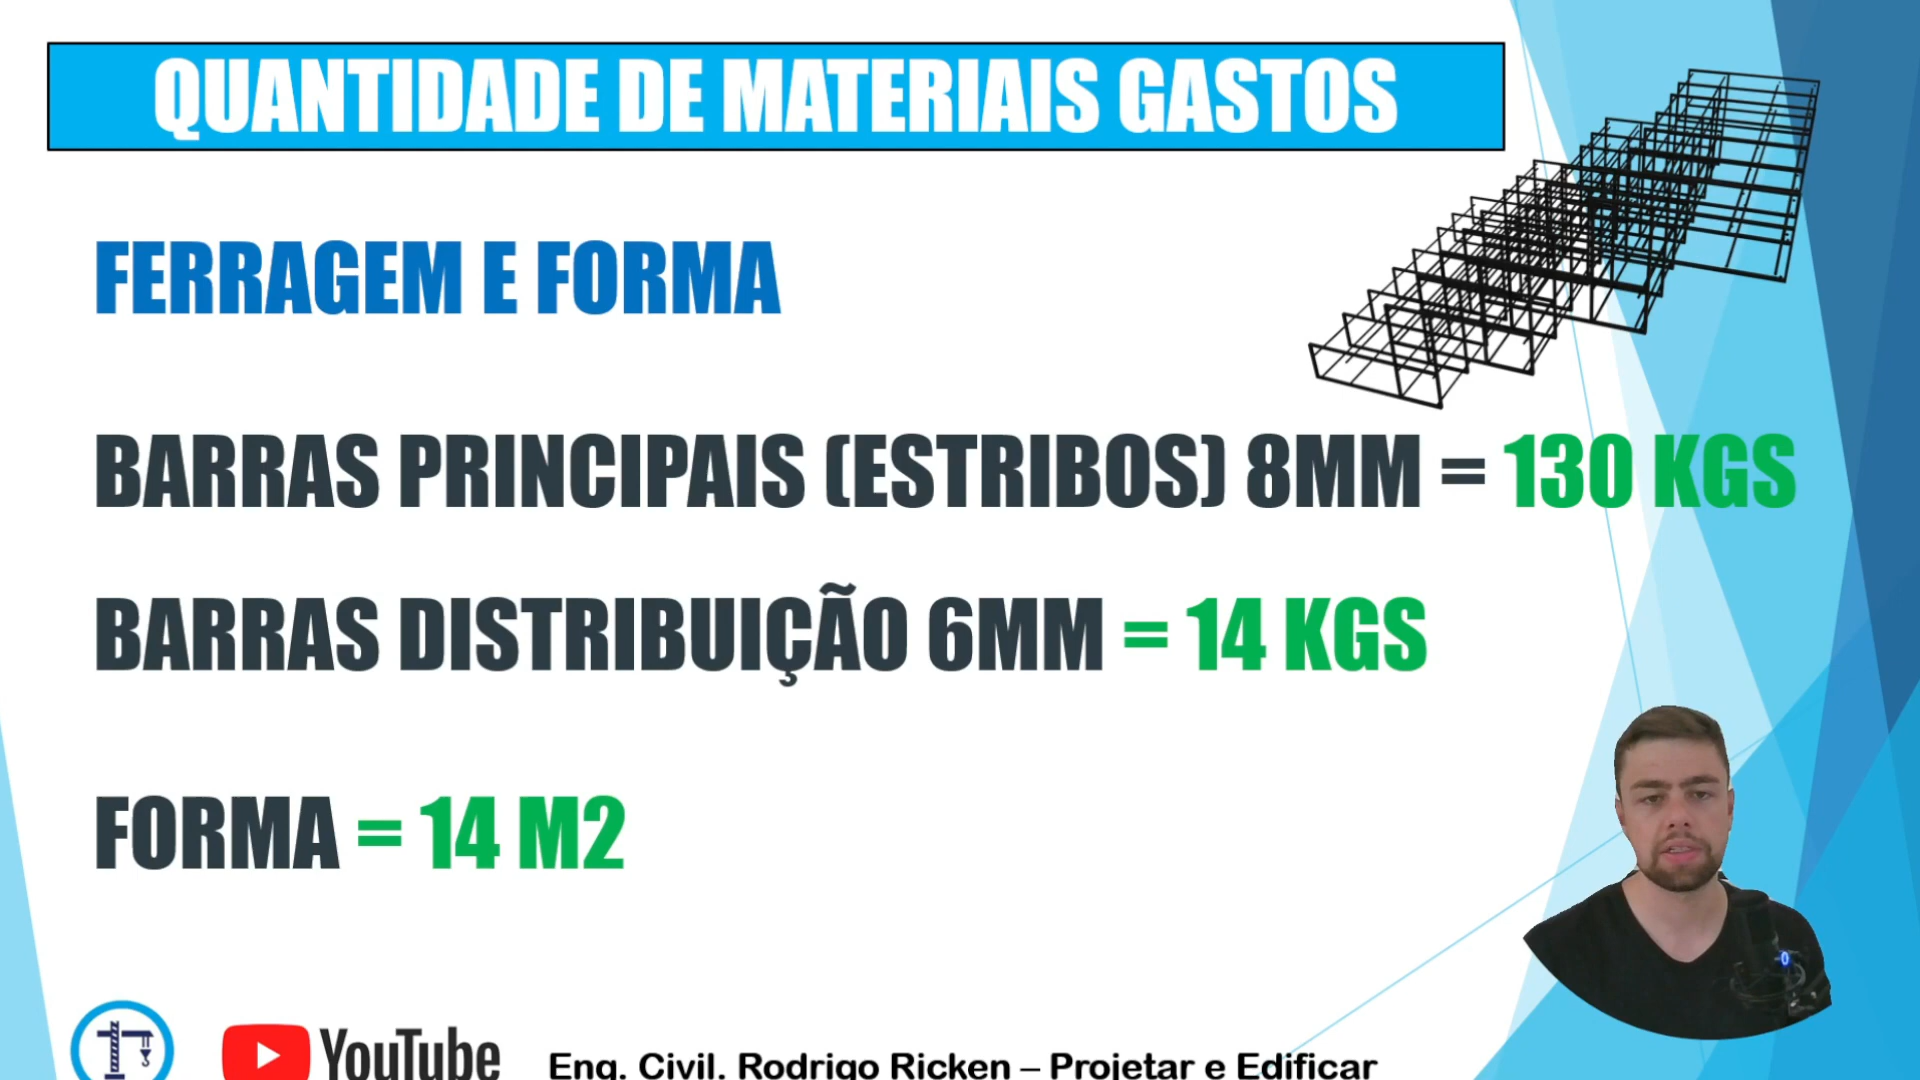 QUANTIDADE DE MATERIAIS GASTOS
FERRAGEM E FORMA
BARRAS PRINCIPAIS (ESTRIBOS) 8MM = 130 KGS
BARRAS DISTRIBUIÇÃO 6MM = 14 KGS
FORMA = 14 M2
YouTube
Eng. Civil. Rodrigo Ricken – Projetar e Edificar